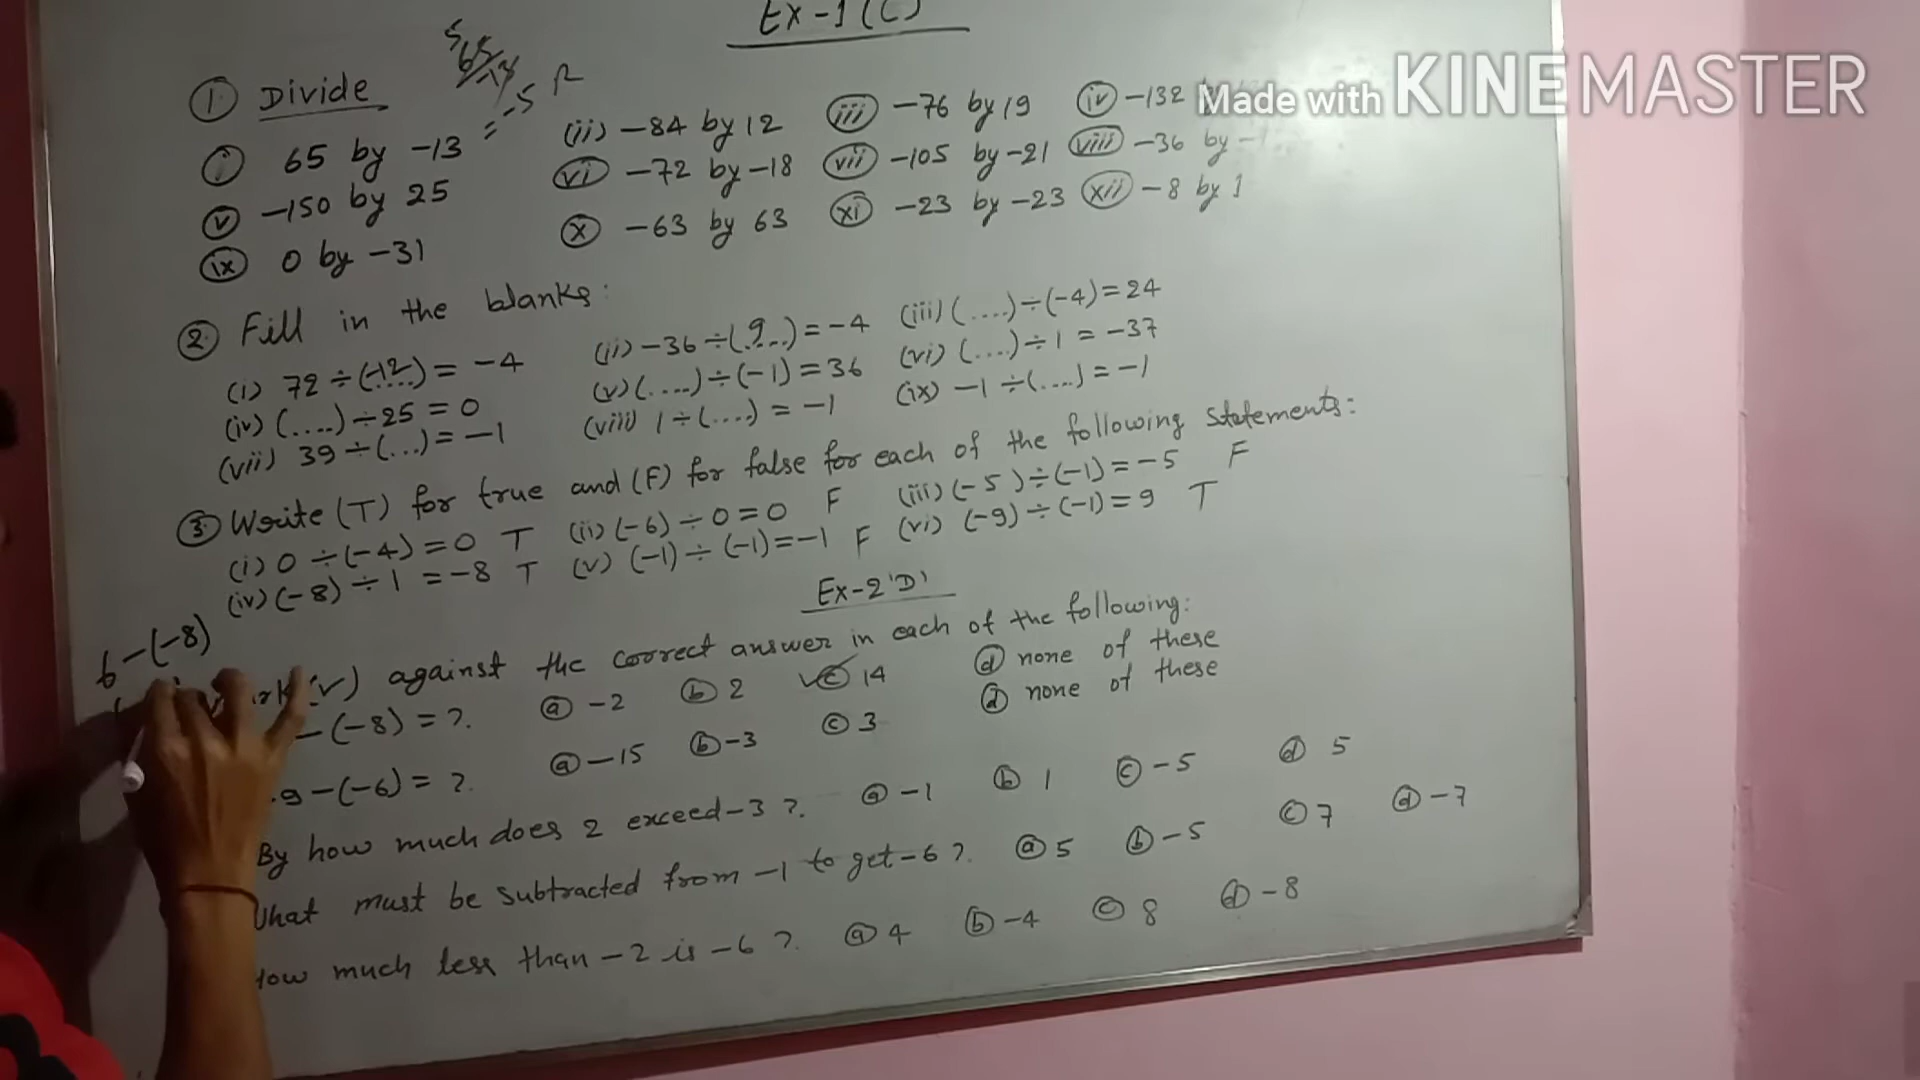 Ex-1(C)
Made with KINEMASTER
① Divide
5
65/-13 = -5
(i) 65 by -13 (ii) -84 by 12 (iii) -76 by 19 (iv) -132
(v) -150 by 25 (vi) -72 by -18 (vii) -105 by -21 (viii) -36 by -
(ix) 0 by -31 (x) -63 by 63 (xi) -23 by -23 (xii) -8 by 1
② Fill in the blanks:
(i) 72 ÷ (-12....) = -4 (ii) -36 ÷ (9....) = -4 (iii) (....) ÷ (-4) = 24
(iv) (....) ÷ 25 = 0 (v) (....) ÷ (-1) = 36 (vi) (....) ÷ 1 = -37
(vii) 39 ÷ (...) = -1 (viii) 1 ÷ (....) = -1 (ix) -1 ÷ (....) = -1
③ Write (T) for true and (F) for false for each of the following statements:
(i) 0 ÷ (-4) = 0 T (ii) (-6) ÷ 0 = 0 F (iii) (-5) ÷ (-1) = -5 F
(iv) (-8) ÷ 1 = -8 T (v) (-1) ÷ (-1) = -1 F (vi) (-9) ÷ (-1) = 9 T
Ex-2 'D'
6-(-8)
(✓) against the correct answer in each of the following:
-(-8) = ?. ⓐ -2 ⓑ 2 ✓ⓒ 14 ⓓ none of these
-9-(-6) = ?. ⓐ -15 ⓑ -3 ⓒ 3 ⓓ none of these
By how much does 2 exceed -3 ?. ⓐ -1 ⓑ 1 ⓒ -5 ⓓ 5
What must be subtracted from -1 to get -6 ?. ⓐ 5 ⓑ -5 ⓒ 7 ⓓ -7
How much less than -2 is -6 ?. ⓐ 4 ⓑ -4 ⓒ 8 ⓓ -8